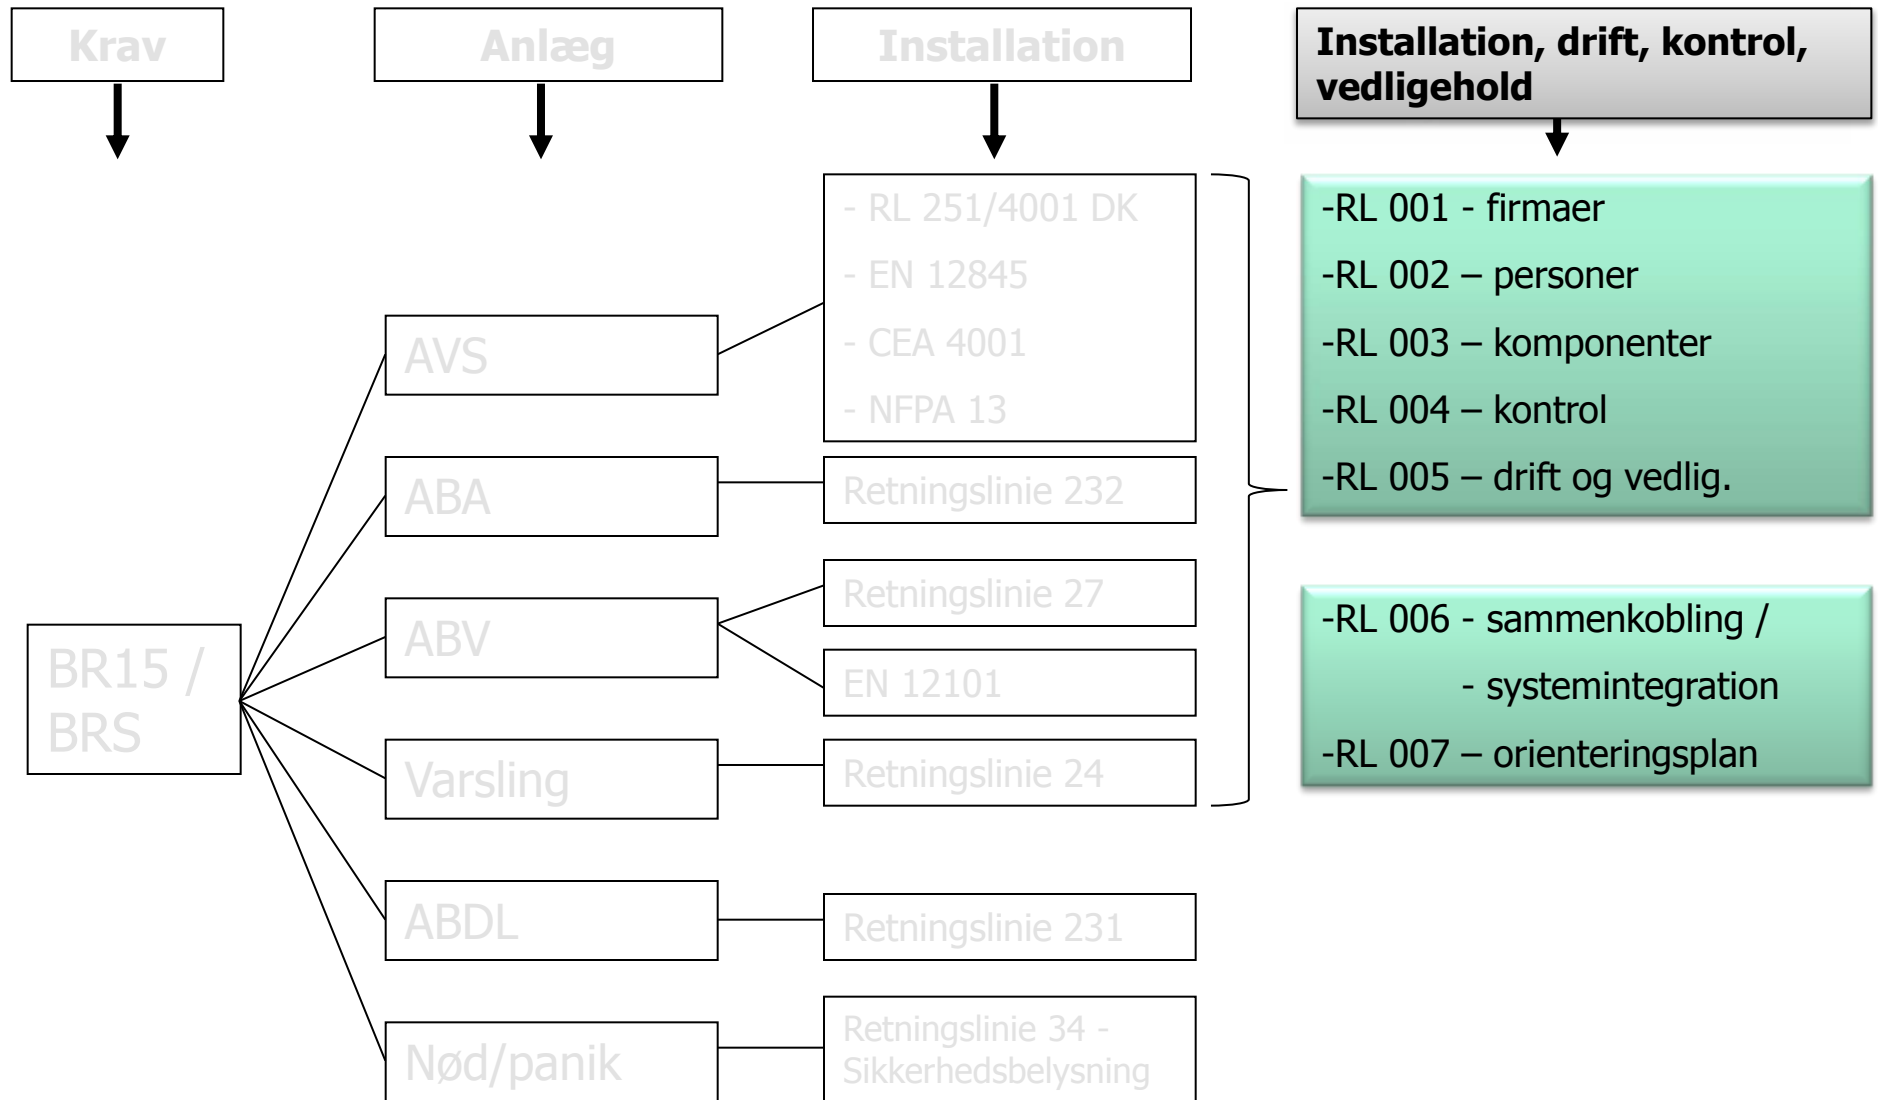 Krav
Anlæg
Installation
Installation, drift, kontrol,
vedligehold
BR15 /
BRS
AVS
ABA
ABV
Varsling
ABDL
Nød/panik
- RL 251/4001 DK
- EN 12845
- CEA 4001
- NFPA 13
Retningslinie 232
Retningslinie 27
EN 12101
Retningslinie 24
Retningslinie 231
Retningslinie 34 -
Sikkerhedsbelysning
-RL 001 - firmaer
-RL 002 – personer
-RL 003 – komponenter
-RL 004 – kontrol
-RL 005 – drift og vedlig.
-RL 006 - sammenkobling /
- systemintegration
-RL 007 – orienteringsplan